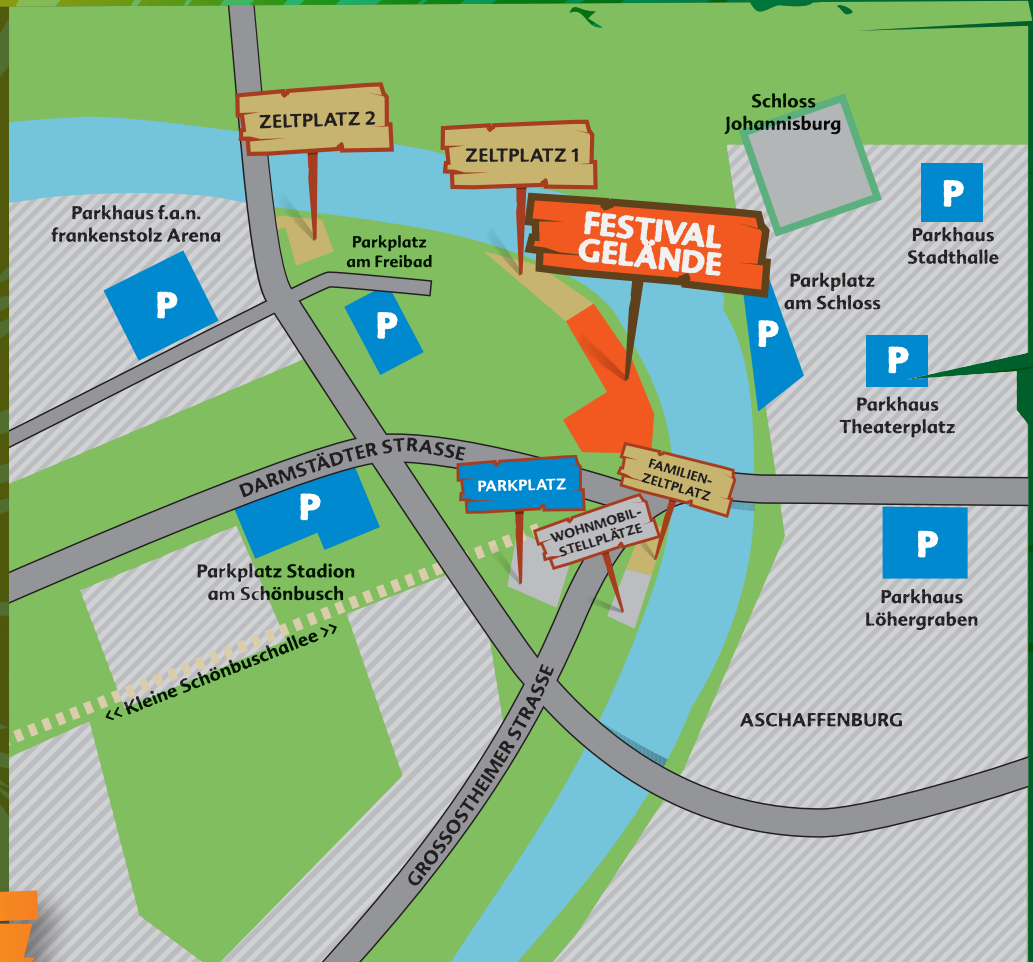 ZELTPLATZ 2
ZELTPLATZ 1
Schloss
Johannisburg
P
Parkhaus
Stadthalle
Parkhaus f.a.n.
frankenstolz Arena
P
Parkplatz
am Freibad
P
FESTIVAL
GELÄNDE
Parkplatz
am Schloss
P
P
Parkhaus
Theaterplatz
DARMSTÄDTER STRASSE
P
Parkplatz Stadion
am Schönbusch
PARKPLATZ
FAMILIEN-
ZELTPLATZ
WOHNMOBIL-
STELLPLÄTZE
P
Parkhaus
Löhergraben
<< Kleine Schönbuschallee >>
GROSSOSTHEIMER STRASSE
ASCHAFFENBURG